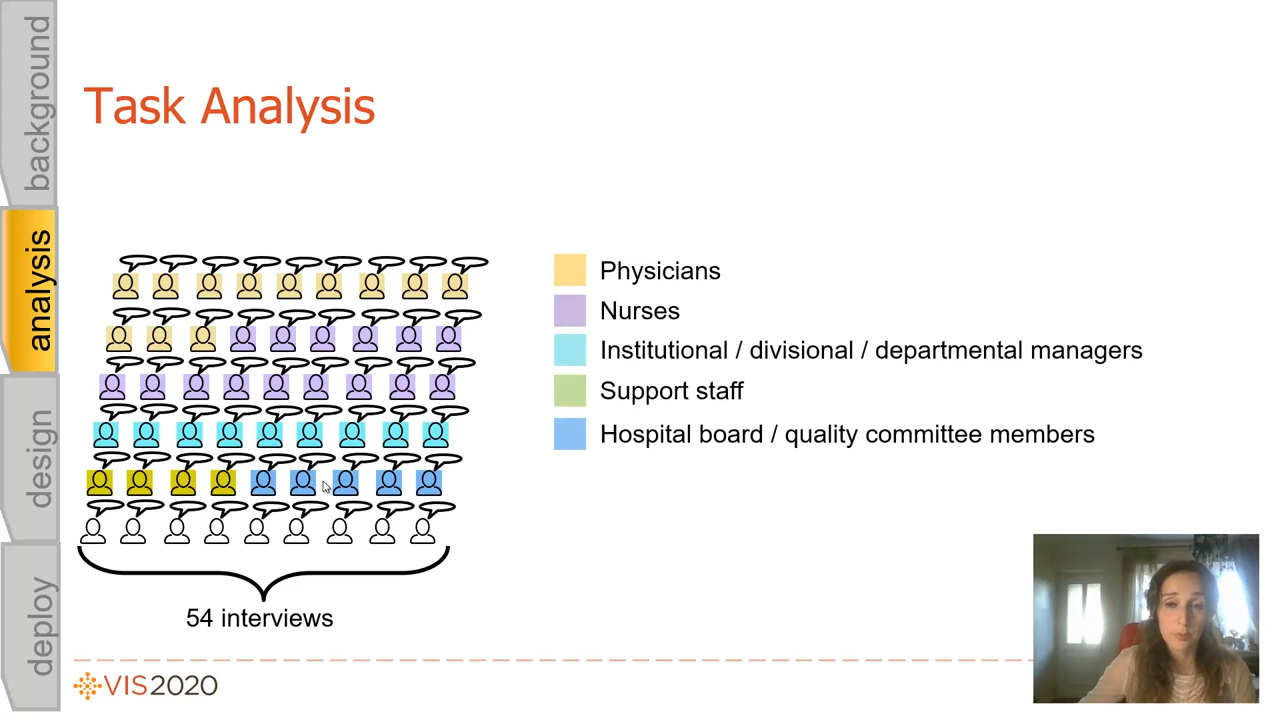 background
analysis
design
deploy
Task Analysis
Physicians
Nurses
Institutional / divisional / departmental managers
Support staff
Hospital board / quality committee members
54 interviews
VIS2020